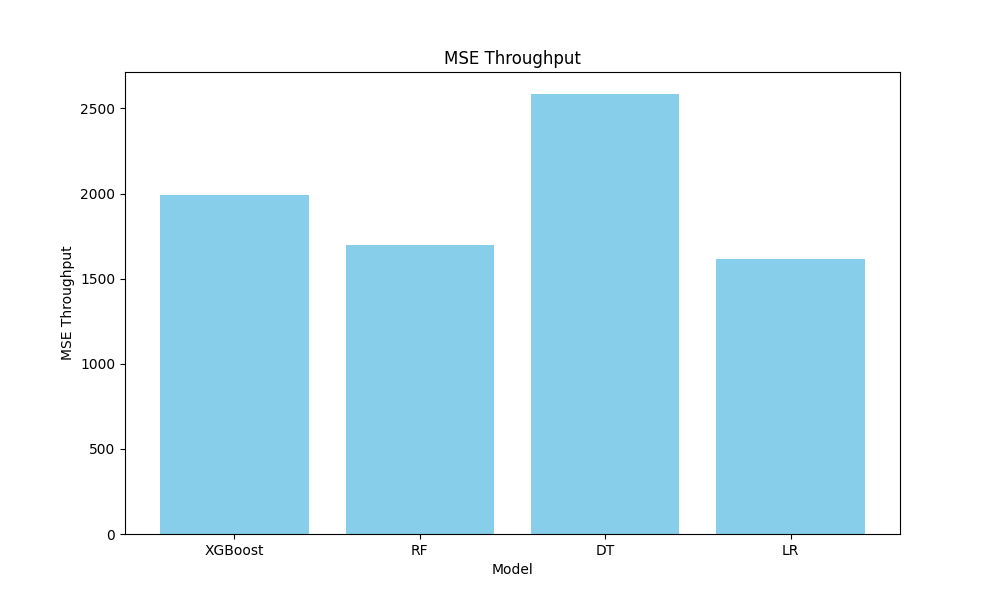 MSE Throughput
MSE Throughput
2500
2000
1500
1000
500
0
XGBoost
RF
DT
LR
Model